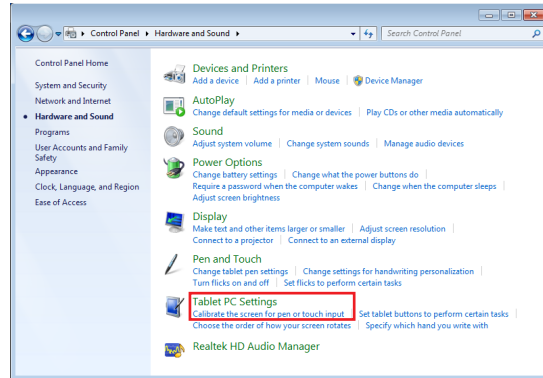 Control Panel Hardware and Sound Search Control Panel
Control Panel Home
System and Security
Network and Internet
Hardware and Sound
Programs
User Accounts and Family
Safety
Appearance
Clock, Language, and Region
Ease of Access
Devices and Printers
Add a device Add a printer Mouse Device Manager
AutoPlay
Change default settings for media or devices Play CDs or other media automatically
Sound
Adjust system volume Change system sounds Manage audio devices
Power Options
Change battery settings Change what the power buttons do
Require a password when the computer wakes Change when the computer sleeps
Adjust screen brightness
Display
Make text and other items larger or smaller Adjust screen resolution
Connect to a projector Connect to an external display
Pen and Touch
Change tablet pen settings Change settings for handwriting personalization
Turn flicks on and off Set flicks to perform certain tasks
Tablet PC Settings
Calibrate the screen for pen or touch input Set tablet buttons to perform certain tasks
Choose the order of how your screen rotates Specify which hand you write with
Realtek HD Audio Manager